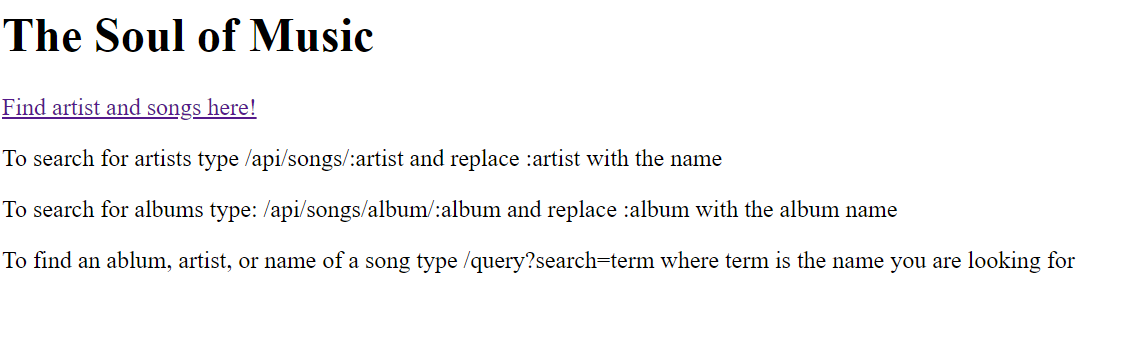 The Soul of Music
Find artist and songs here!
To search for artists type /api/songs/:artist and replace :artist with the name
To search for albums type: /api/songs/album/:album and replace :album with the album name
To find an ablum, artist, or name of a song type /query?search=term where term is the name you are looking for